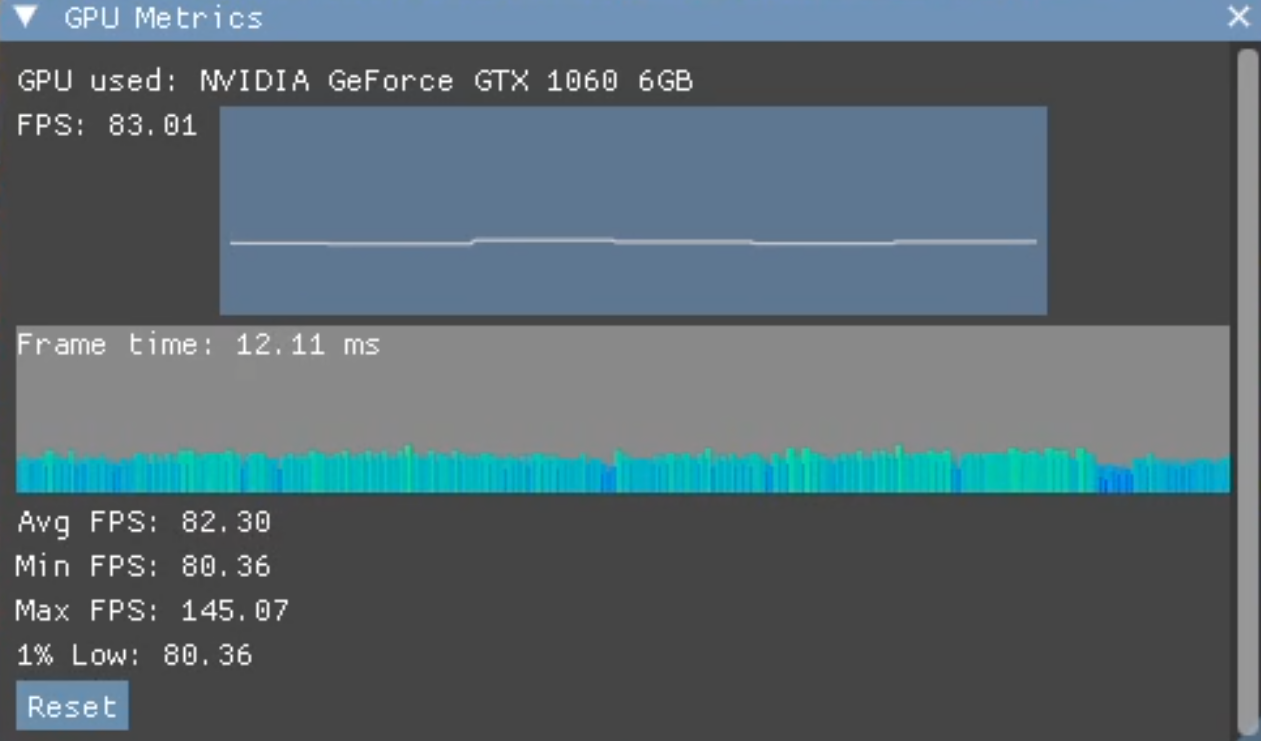 GPU Metrics
GPU used: NVIDIA GeForce GTX 1060 6GB
FPS: 83.01
Frame time: 12.11 ms
Avg FPS: 82.30
Min FPS: 80.36
Max FPS: 145.07
1% Low: 80.36
Reset